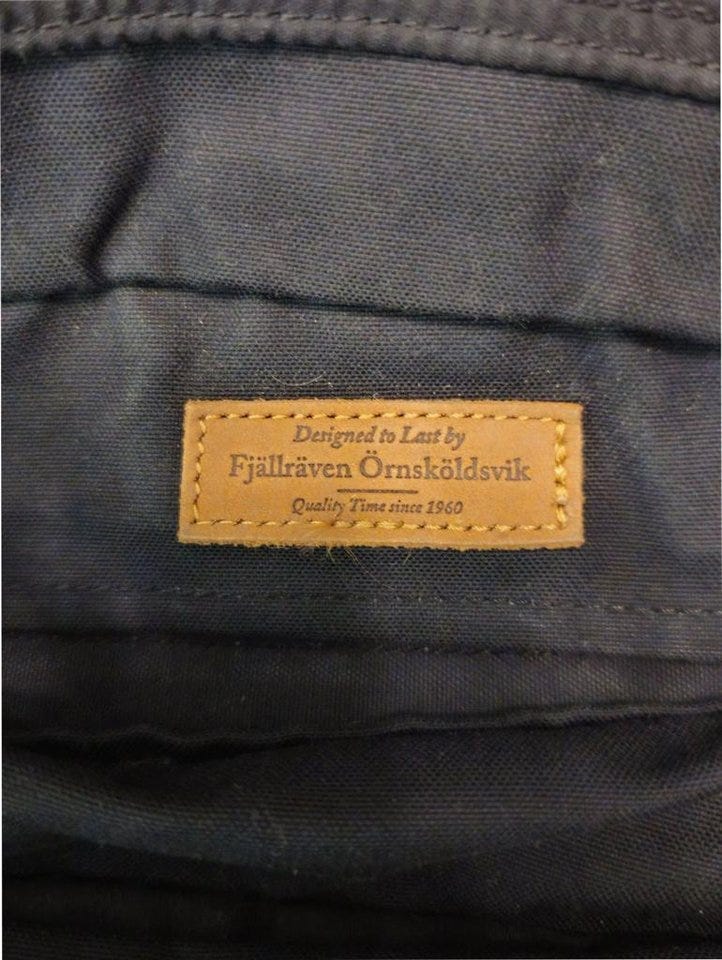 Designed to Last by
Fjällräven Örnsköldsvik
Quality Time since 1960